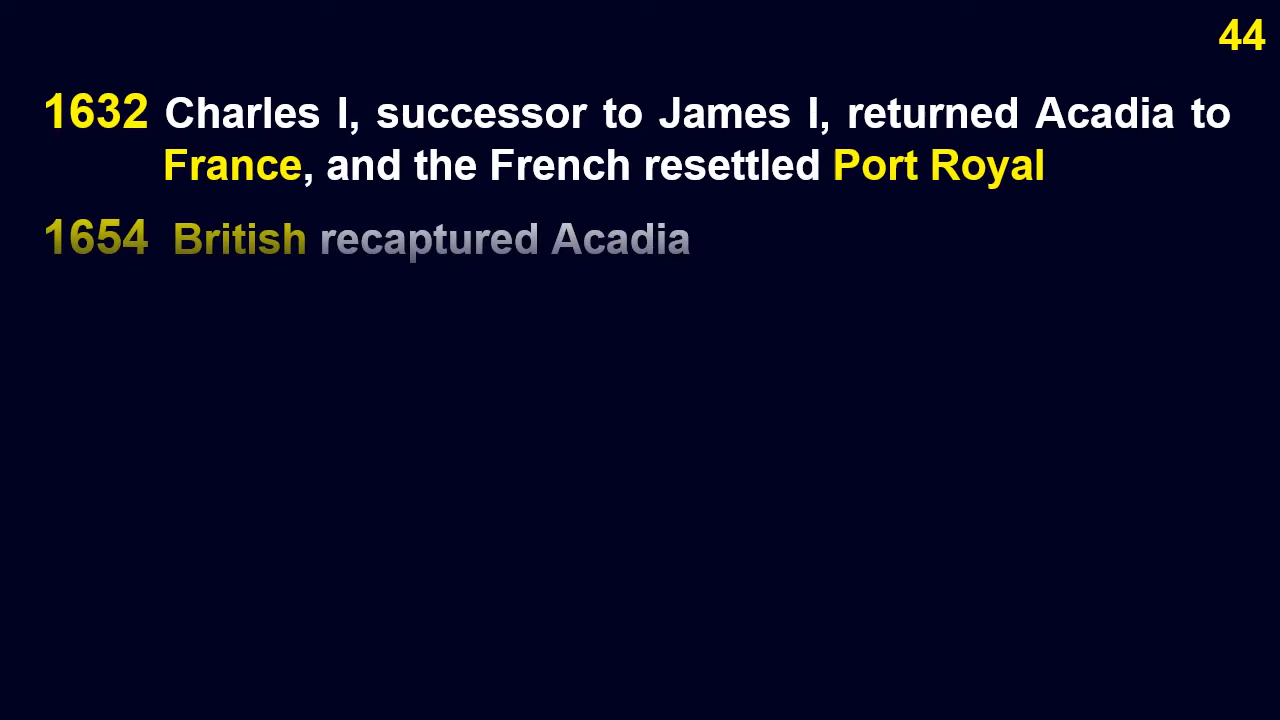 44
1632 Charles I, successor to James I, returned Acadia to
France, and the French resettled Port Royal
1654 British recaptured Acadia